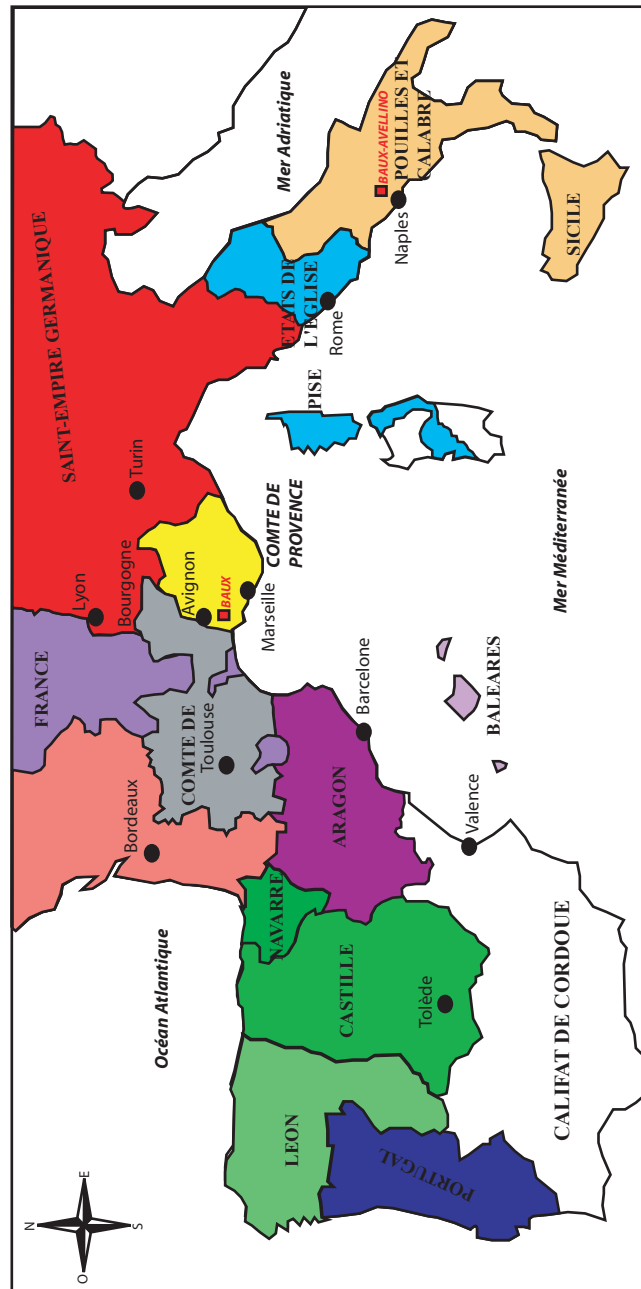 N
O
E
S
Océan Atlantique
Mer Adriatique
Mer Méditerranée
SAINT-EMPIRE GERMANIQUE
FRANCE
Lyon
Bourgogne
Turin
Bordeaux
COMTE DE
Toulouse
Avignon
BAUX
Marseille
COMTE DE
PROVENCE
PISE
ETATS DE
L'EGLISE
Rome
BAUX-AVELLINO
POUILLES ET
CALABRE
Naples
SICILE
LEON
PORTUGAL
CASTILLE
Tolède
NAVARRE
ARAGON
Barcelone
Valence
BALEARES
CALIFAT DE CORDOUE